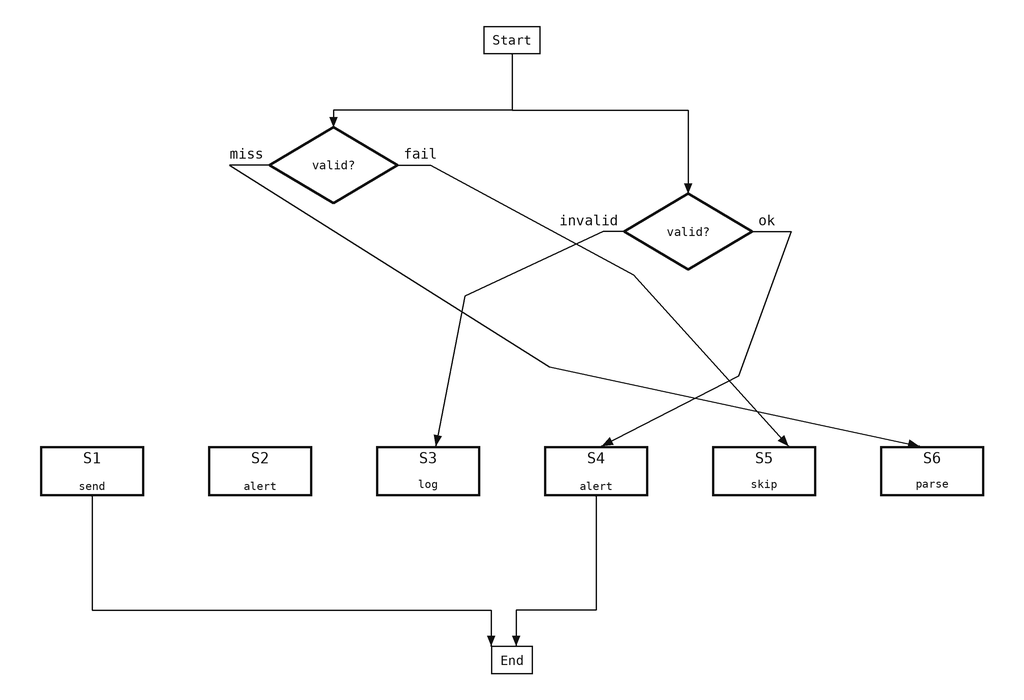 Start
miss
valid?
fail
invalid
valid?
ok
S1
send
S2
alert
S3
log
S4
alert
S5
skip
S6
parse
End